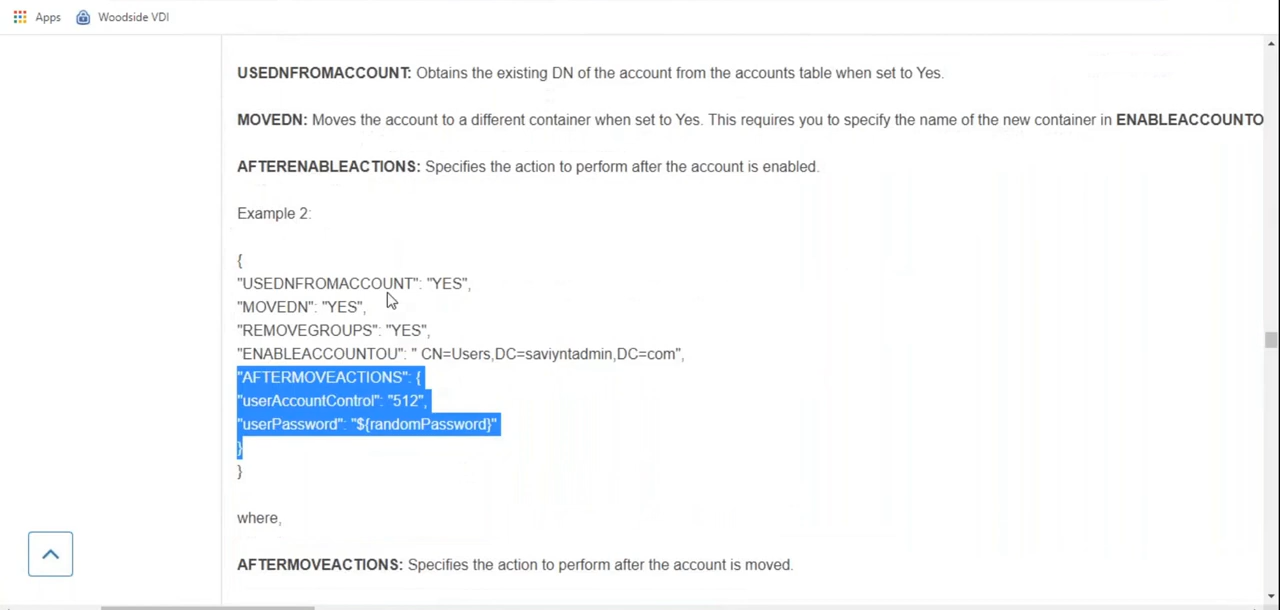 Apps Woodside VDI
USEDNFROMACCOUNT: Obtains the existing DN of the account from the accounts table when set to Yes.
MOVEDN: Moves the account to a different container when set to Yes. This requires you to specify the name of the new container in ENABLEACCOUNTO
AFTERENABLEACTIONS: Specifies the action to perform after the account is enabled.
Example 2:
{
"USEDNFROMACCOUNT": "YES",
"MOVEDN": "YES",
"REMOVEGROUPS": "YES",
"ENABLEACCOUNTOU": " CN=Users,DC=saviyntadmin,DC=com",
"AFTERMOVEACTIONS": {
"userAccountControl": "512",
"userPassword": "${randomPassword}"
}
}
where,
AFTERMOVEACTIONS: Specifies the action to perform after the account is moved.